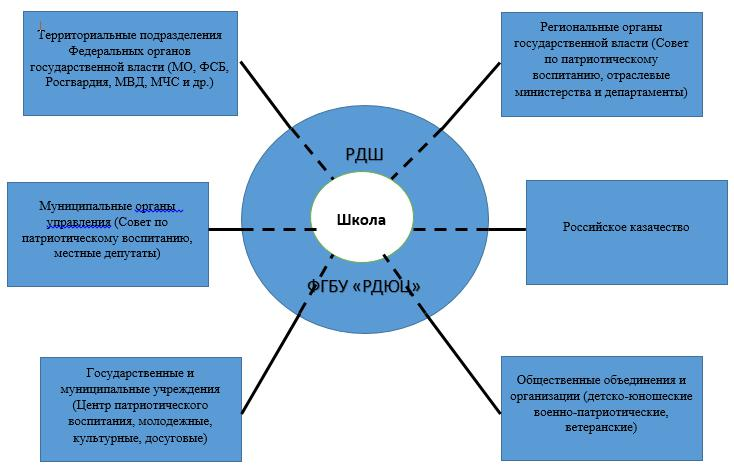 Территориальные подразделения
Федеральных органов
государственной власти (МО, ФСБ,
Росгвардия, МВД, МЧС и др.)
Региональные органы
государственной власти (Совет
по патриотическому
воспитанию, отраслевые
министерства и департаменты)
РДШ
Муниципальные органы
управления (Совет по
патриотическому воспитанию,
местные депутаты)
Школа
Российское казачество
ФГБУ «РДЮЦ»
Государственные и
муниципальные учреждения
(Центр патриотического
воспитания, молодежные,
культурные, досуговые)
Общественные объединения и
организации (детско-юношеские
военно-патриотические,
ветеранские)